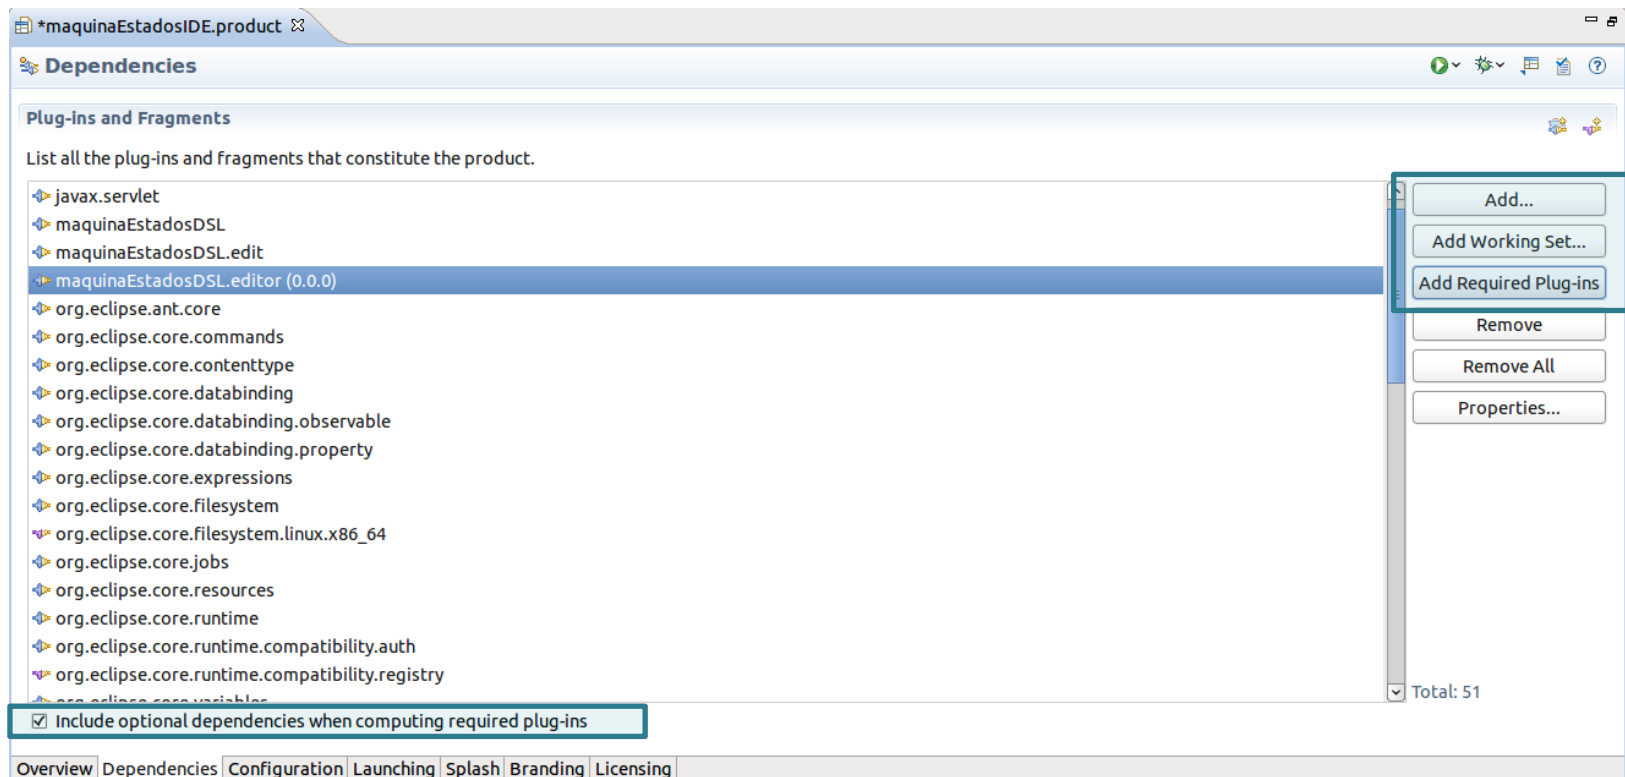 *maquinaEstadosIDE.product
Dependencies
Plug-ins and Fragments
List all the plug-ins and fragments that constitute the product.
javax.servlet
maquinaEstadosDSL
maquinaEstadosDSL.edit
maquinaEstadosDSL.editor (0.0.0)
org.eclipse.ant.core
org.eclipse.core.commands
org.eclipse.core.contenttype
org.eclipse.core.databinding
org.eclipse.core.databinding.observable
org.eclipse.core.databinding.property
org.eclipse.core.expressions
org.eclipse.core.filesystem
org.eclipse.core.filesystem.linux.x86_64
org.eclipse.core.jobs
org.eclipse.core.resources
org.eclipse.core.runtime
org.eclipse.core.runtime.compatibility.auth
org.eclipse.core.runtime.compatibility.registry
org.eclipse.core.variables
Add...
Add Working Set...
Add Required Plug-ins
Remove
Remove All
Properties...
Total: 51
Include optional dependencies when computing required plug-ins
Overview Dependencies Configuration Launching Splash Branding Licensing